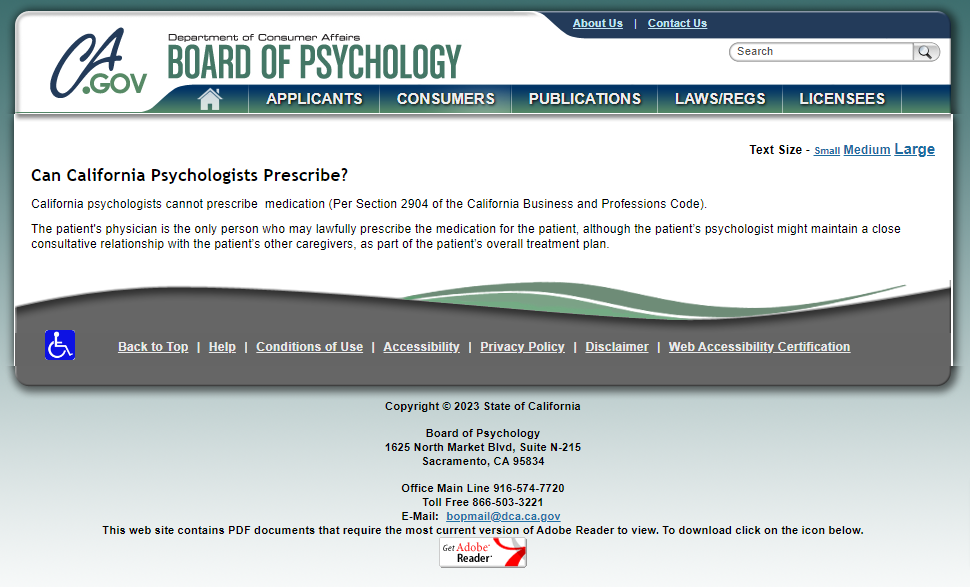 About Us | Contact Us
CA.GOV
Department of Consumer Affairs
BOARD OF PSYCHOLOGY
Search
APPLICANTS CONSUMERS PUBLICATIONS LAWS/REGS LICENSEES
Text Size - Small Medium Large
Can California Psychologists Prescribe?
California psychologists cannot prescribe  medication (Per Section 2904 of the California Business and Professions Code).
The patient's physician is the only person who may lawfully prescribe the medication for the patient, although the patient’s psychologist might maintain a close
consultative relationship with the patient’s other caregivers, as part of the patient’s overall treatment plan.
Back to Top | Help | Conditions of Use | Accessibility | Privacy Policy | Disclaimer | Web Accessibility Certification
Copyright © 2023 State of California
Board of Psychology
1625 North Market Blvd, Suite N-215
Sacramento, CA 95834
Office Main Line 916-574-7720
Toll Free 866-503-3221
E-Mail: bopmail@dca.ca.gov
This web site contains PDF documents that require the most current version of Adobe Reader to view. To download click on the icon below.
Get Adobe®
Reader®